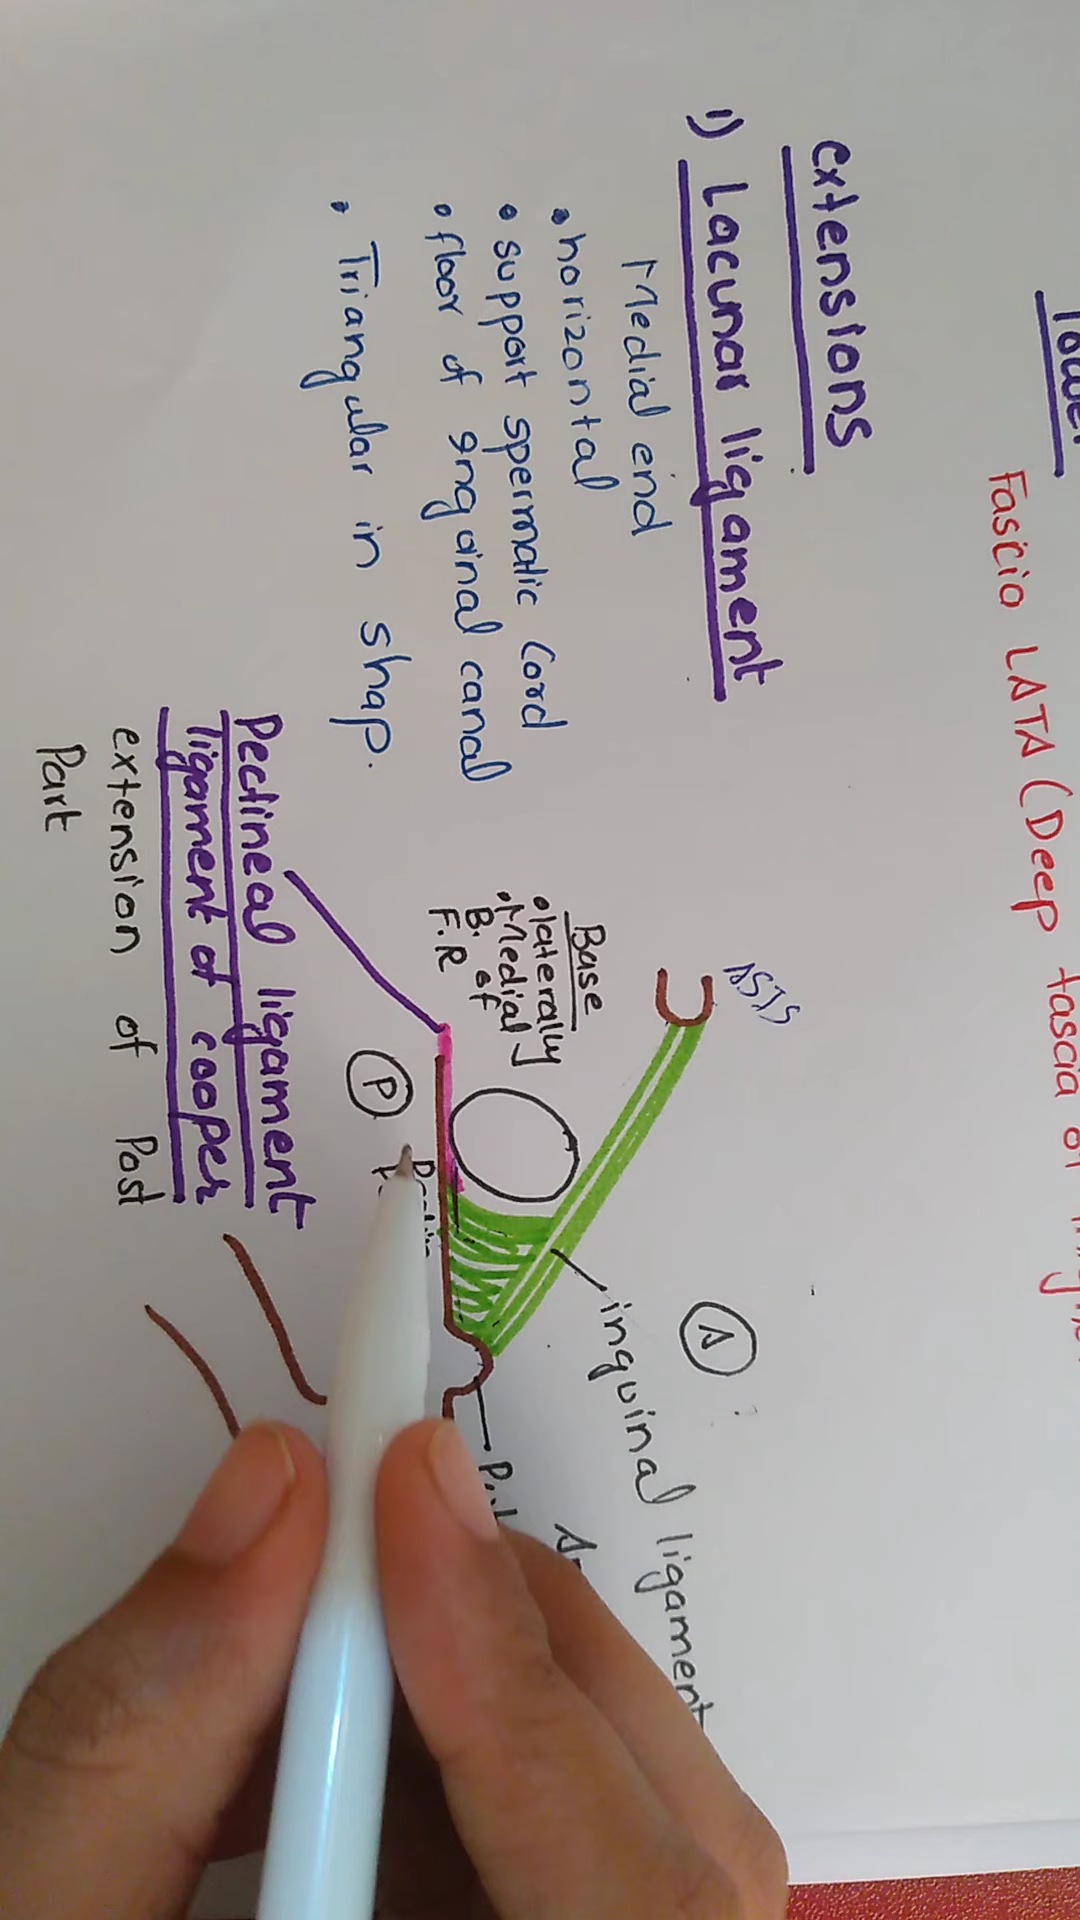 Fascia LATA (Deep fascia of
extensions
1) Lacunar ligament
Medial end
• horizontal
• support spermatic Cord
• floor of inguinal canal
• Triangular in shap.
ASIS
Base
• laterally
• Medial
B. of
F.R
A
inguinal ligament
P
Pectineal ligament
ligament of cooper
extension of Post
Part